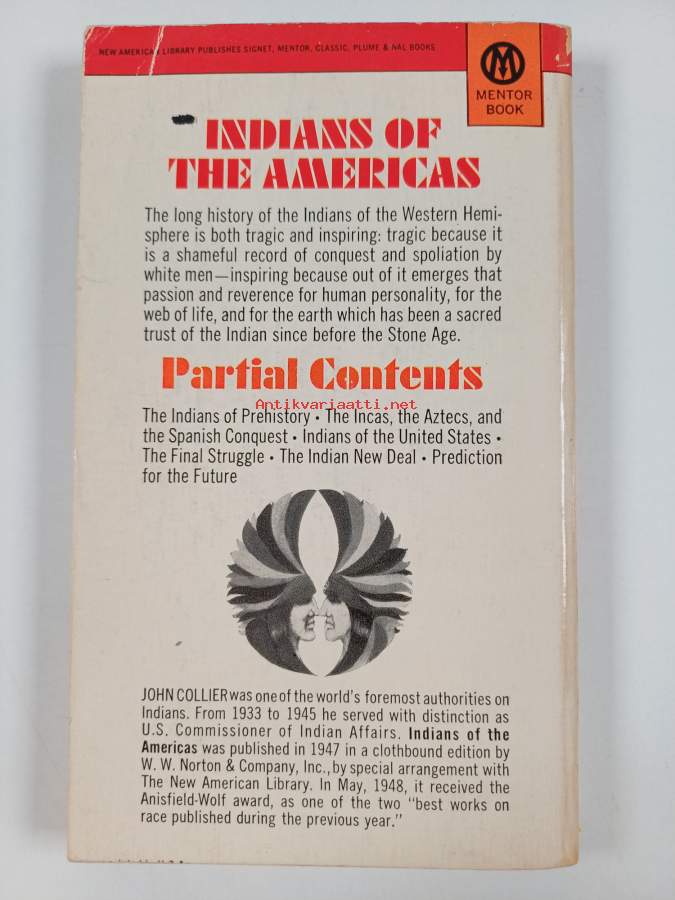 NEW AMERICAN LIBRARY PUBLISHES SIGNET, MENTOR, CLASSIC, PLUME & NAL BOOKS
MENTOR
BOOK
INDIANS OF
THE AMERICAS
The long history of the Indians of the Western Hemi-
sphere is both tragic and inspiring: tragic because it
is a shameful record of conquest and spoliation by
white men—inspiring because out of it emerges that
passion and reverence for human personality, for the
web of life, and for the earth which has been a sacred
trust of the Indian since before the Stone Age.
Partial Contents
Antikvariaatti.net
The Indians of Prehistory • The Incas, the Aztecs, and
the Spanish Conquest • Indians of the United States •
The Final Struggle • The Indian New Deal • Prediction
for the Future
JOHN COLLIER was one of the world's foremost authorities on
Indians. From 1933 to 1945 he served with distinction as
U.S. Commissioner of Indian Affairs. Indians of the
Americas was published in 1947 in a clothbound edition by
W. W. Norton & Company, Inc., by special arrangement with
The New American Library. In May, 1948, it received the
Anisfield-Wolf award, as one of the two "best works on
race published during the previous year."